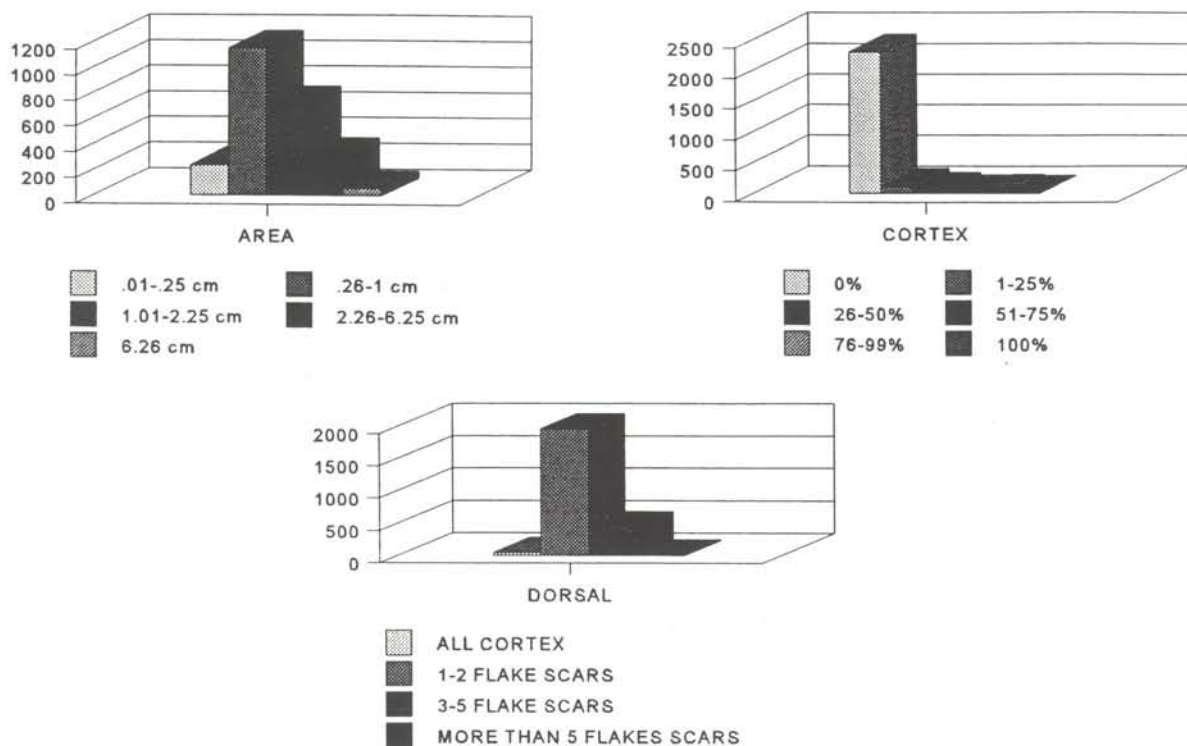 1200
1000
800
600
400
200
0
AREA
.01-.25 cm
.26-1 cm
1.01-2.25 cm
2.26-6.25 cm
6.26 cm
2500
2000
1500
1000
500
0
CORTEX
0%
1-25%
26-50%
51-75%
76-99%
100%
2000
1500
1000
500
0
DORSAL
ALL CORTEX
1-2 FLAKE SCARS
3-5 FLAKE SCARS
MORE THAN 5 FLAKES SCARS